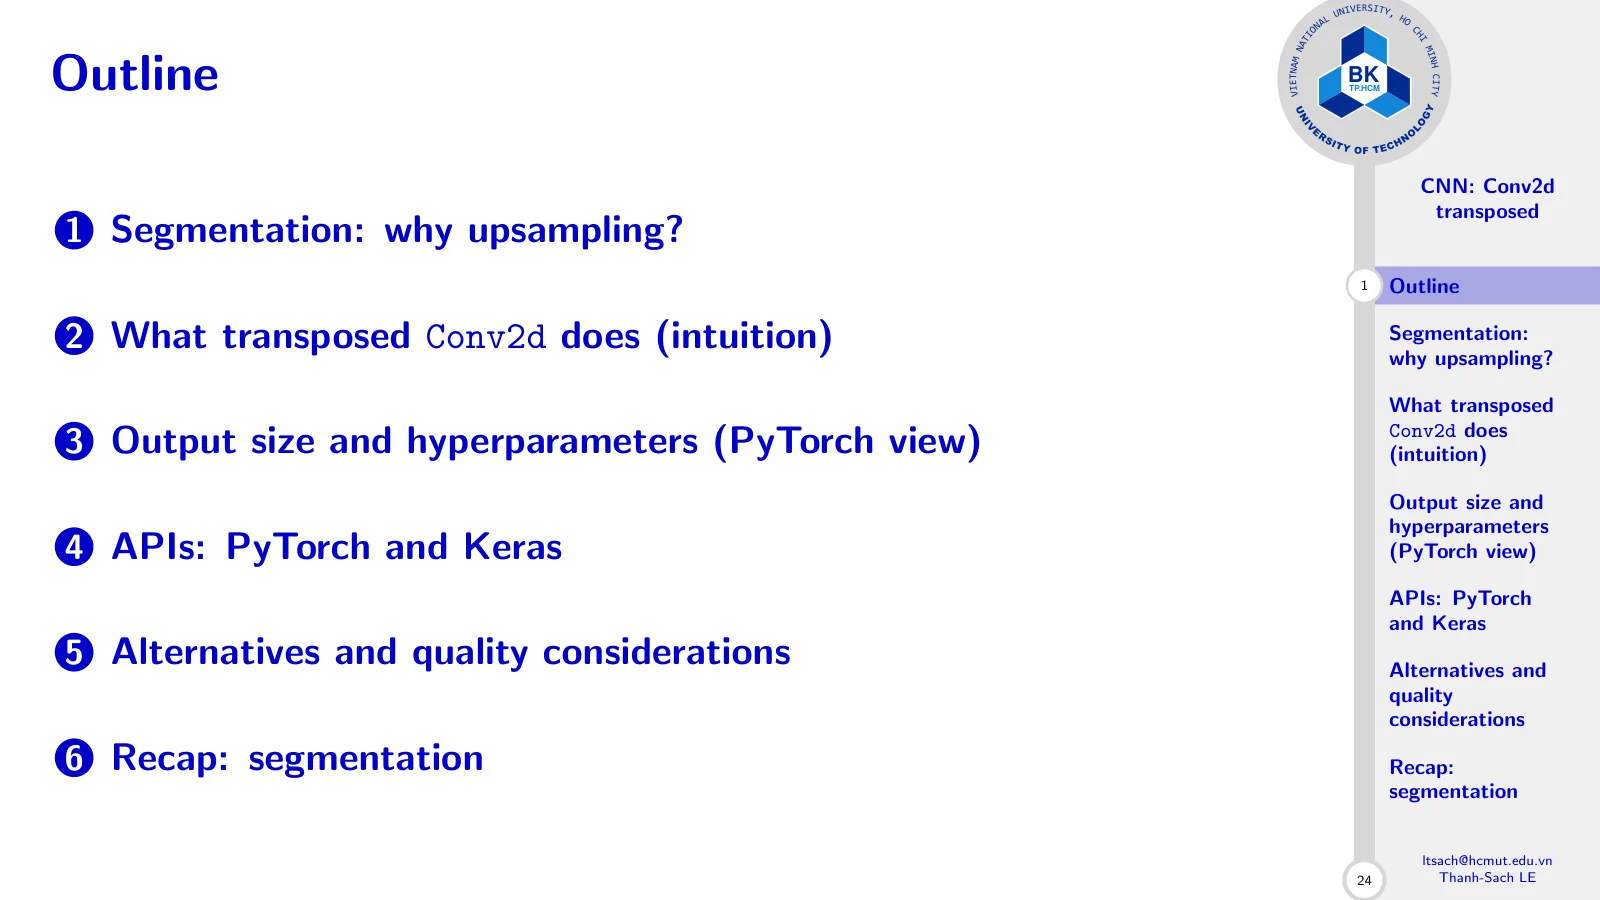 Outline
1 Segmentation: why upsampling?
2 What transposed Conv2d does (intuition)
3 Output size and hyperparameters (PyTorch view)
4 APIs: PyTorch and Keras
5 Alternatives and quality considerations
6 Recap: segmentation
VIETNAM NATIONAL UNIVERSITY, HO CHI MINH CITY
BK
TP.HCM
UNIVERSITY OF TECHNOLOGY
CNN: Conv2d
transposed
1 Outline
Segmentation:
why upsampling?
What transposed
Conv2d does
(intuition)
Output size and
hyperparameters
(PyTorch view)
APIs: PyTorch
and Keras
Alternatives and
quality
considerations
Recap:
segmentation
ltsach@hcmut.edu.vn
Thanh-Sach LE
24